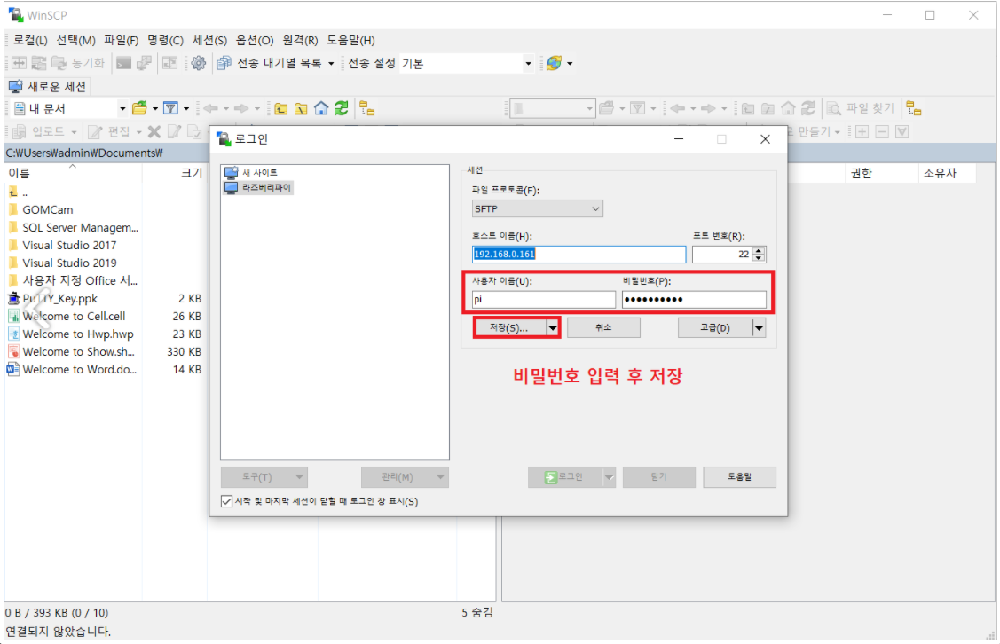 WinSCP
로컬(L) 선택(M) 파일(F) 명령(C) 세션(S) 옵션(O) 원격(R) 도움말(H)
동기화 전송 대기열 목록 전송 설정 기본
새로운 세션
내 문서 파일 찾기
업로드 편집 만들기
C:₩Users₩admin₩Documents₩
이름 크기 권한 소유자
..
GOMCam
SQL Server Managem...
Visual Studio 2017
Visual Studio 2019
사용자 지정 Office 서...
PuTTY_Key.ppk 2 KB
Welcome to Cell.cell 26 KB
Welcome to Hwp.hwp 23 KB
Welcome to Show.sh... 330 KB
Welcome to Word.do... 14 KB
로그인
새 사이트
라즈베리파이
세션
파일 프로토콜(F):
SFTP
호스트 이름(H): 포트 번호(R):
192.168.0.161 22
사용자 이름(U): 비밀번호(P):
pi ●●●●●●●●●●
저장(S)... 취소 고급(D)
비밀번호 입력 후 저장
도구(T) 관리(M) 로그인 닫기 도움말
시작 및 마지막 세션이 닫힐 때 로그인 창 표시(S)
0 B / 393 KB (0 / 10) 5 숨김
연결되지 않았습니다.